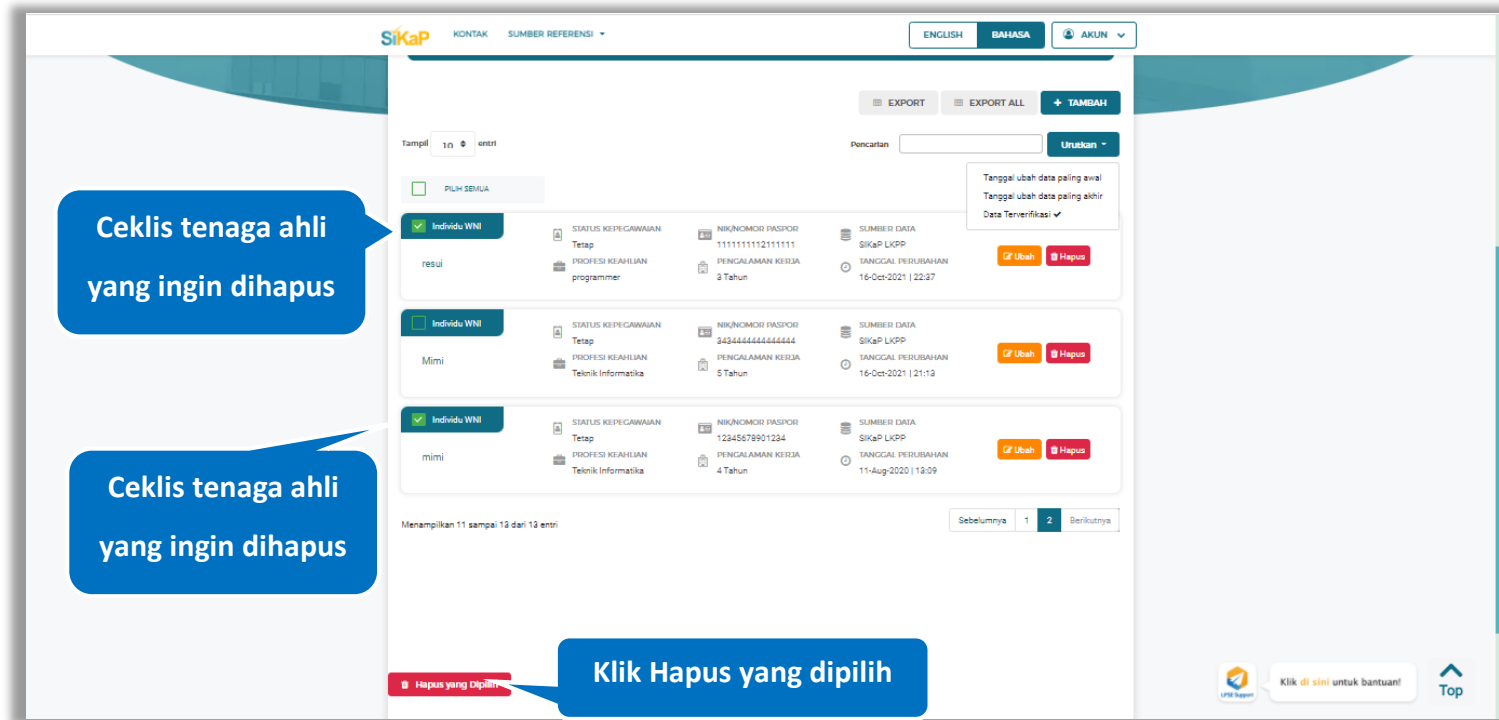 SiKaP KONTAK SUMBER REFERENSI ENGLISH BAHASA AKUN
EXPORT EXPORT ALL + TAMBAH
Tampil 10 entri Pencarian Urutkan
Tanggal ubah data paling awal
Tanggal ubah data paling akhir
Data Terverifikasi ✔
PILIH SEMUA
Ceklis tenaga ahli
yang ingin dihapus
Individu WNI
resui
STATUS KEPEGAWAIAN
Tetap
PROFESI KEAHLIAN
programmer
NIK/NOMOR PASPOR
1111111112111111
PENGALAMAN KERJA
3 Tahun
SUMBER DATA
SIKaP LKPP
TANGGAL PERUBAHAN
16-Oct-2021 | 22:37
Ubah Hapus
Individu WNI
Mimi
STATUS KEPEGAWAIAN
Tetap
PROFESI KEAHLIAN
Teknik Informatika
NIK/NOMOR PASPOR
3434444444444444
PENGALAMAN KERJA
5 Tahun
SUMBER DATA
SIKaP LKPP
TANGGAL PERUBAHAN
16-Oct-2021 | 21:13
Ubah Hapus
Ceklis tenaga ahli
yang ingin dihapus
Individu WNI
mimi
STATUS KEPEGAWAIAN
Tetap
PROFESI KEAHLIAN
Teknik Informatika
NIK/NOMOR PASPOR
12345678901234
PENGALAMAN KERJA
4 Tahun
SUMBER DATA
SIKaP LKPP
TANGGAL PERUBAHAN
11-Aug-2020 | 13:09
Ubah Hapus
Menampilkan 11 sampai 13 dari 13 entri
Sebelumnya 1 2 Berikutnya
Hapus yang Dipilih
Klik Hapus yang dipilih
LPSE Support
Klik di sini untuk bantuan!
Top